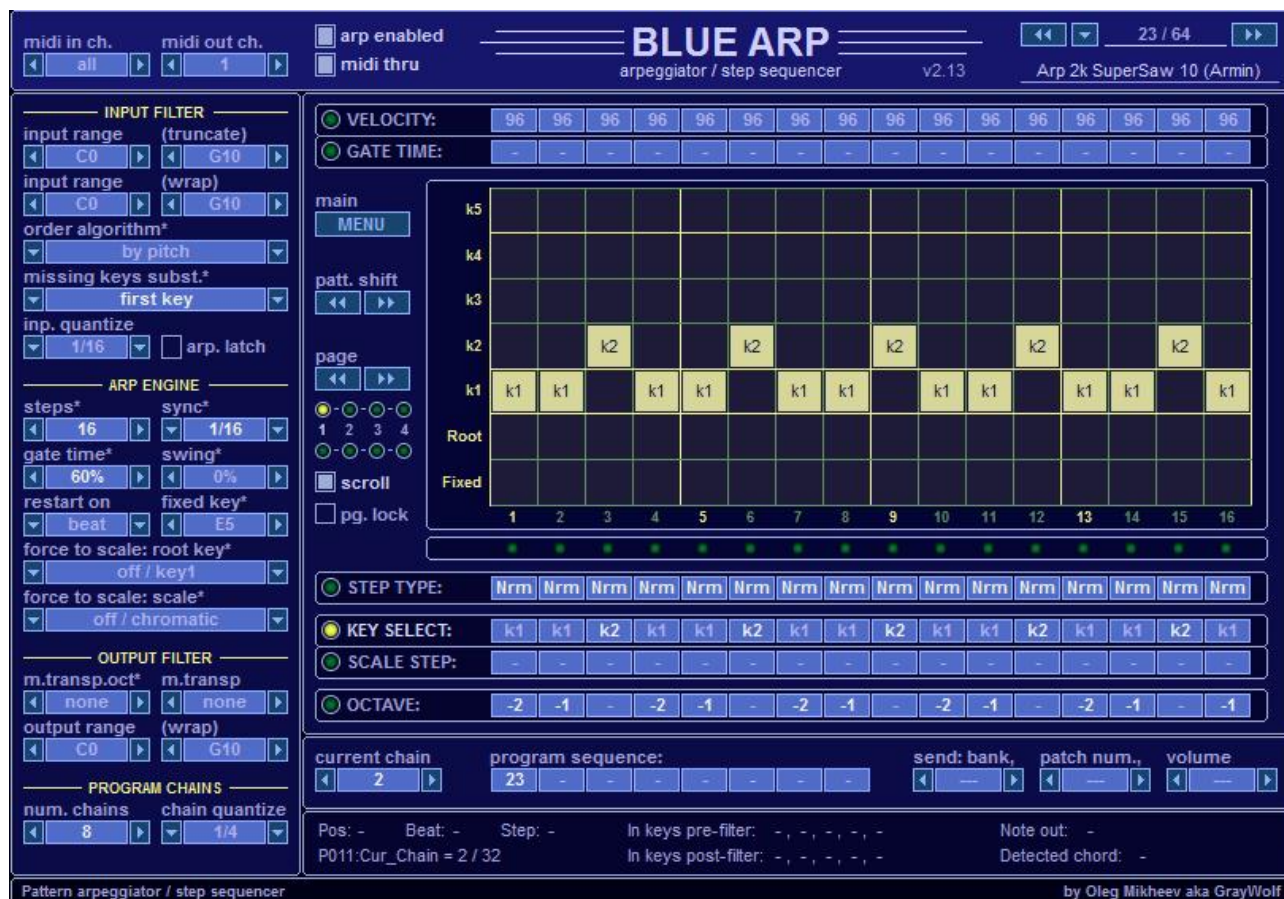 midi in ch. midi out ch.
all 1
arp enabled
midi thru
BLUE ARP
arpeggiator / step sequencer v2.13
23 / 64
Arp 2k SuperSaw 10 (Armin)
INPUT FILTER
input range (truncate)
C0 G10
input range (wrap)
C0 G10
order algorithm*
by pitch
missing keys subst.*
first key
inp. quantize
1/16 arp. latch
ARP ENGINE
steps* sync*
16 1/16
gate time* swing*
60% 0%
restart on fixed key*
beat E5
force to scale: root key*
off / key1
force to scale: scale*
off / chromatic
OUTPUT FILTER
m.transp.oct* m.transp
none none
output range (wrap)
C0 G10
PROGRAM CHAINS
num. chains chain quantize
8 1/4
VELOCITY: 96 96 96 96 96 96 96 96 96 96 96 96 96 96 96 96
GATE TIME: - - - - - - - - - - - - - - - -
main
MENU
patt. shift
page
1 2 3 4
scroll
pg. lock
k5
k4
k3
k2 k2 k2 k2 k2 k2
k1 k1 k1 k1 k1 k1 k1 k1 k1 k1 k1 k1
Root
Fixed
1 2 3 4 5 6 7 8 9 10 11 12 13 14 15 16
STEP TYPE: Nrm Nrm Nrm Nrm Nrm Nrm Nrm Nrm Nrm Nrm Nrm Nrm Nrm Nrm Nrm Nrm
KEY SELECT: k1 k1 k2 k1 k1 k2 k1 k1 k2 k1 k1 k2 k1 k1 k2 k1
SCALE STEP: - - - - - - - - - - - - - - - -
OCTAVE: -2 -1 - -2 -1 - -2 -1 - -2 -1 - -2 -1 - -1
current chain program sequence: send: bank, patch num., volume
2 23 - - - - - - - --- --- ---
Pos: - Beat: - Step: - In keys pre-filter: - , - , - , - , - Note out: -
P011:Cur_Chain = 2 / 32 In keys post-filter: - , - , - , - , - Detected chord: -
Pattern arpeggiator / step sequencer by Oleg Mikheev aka GrayWolf